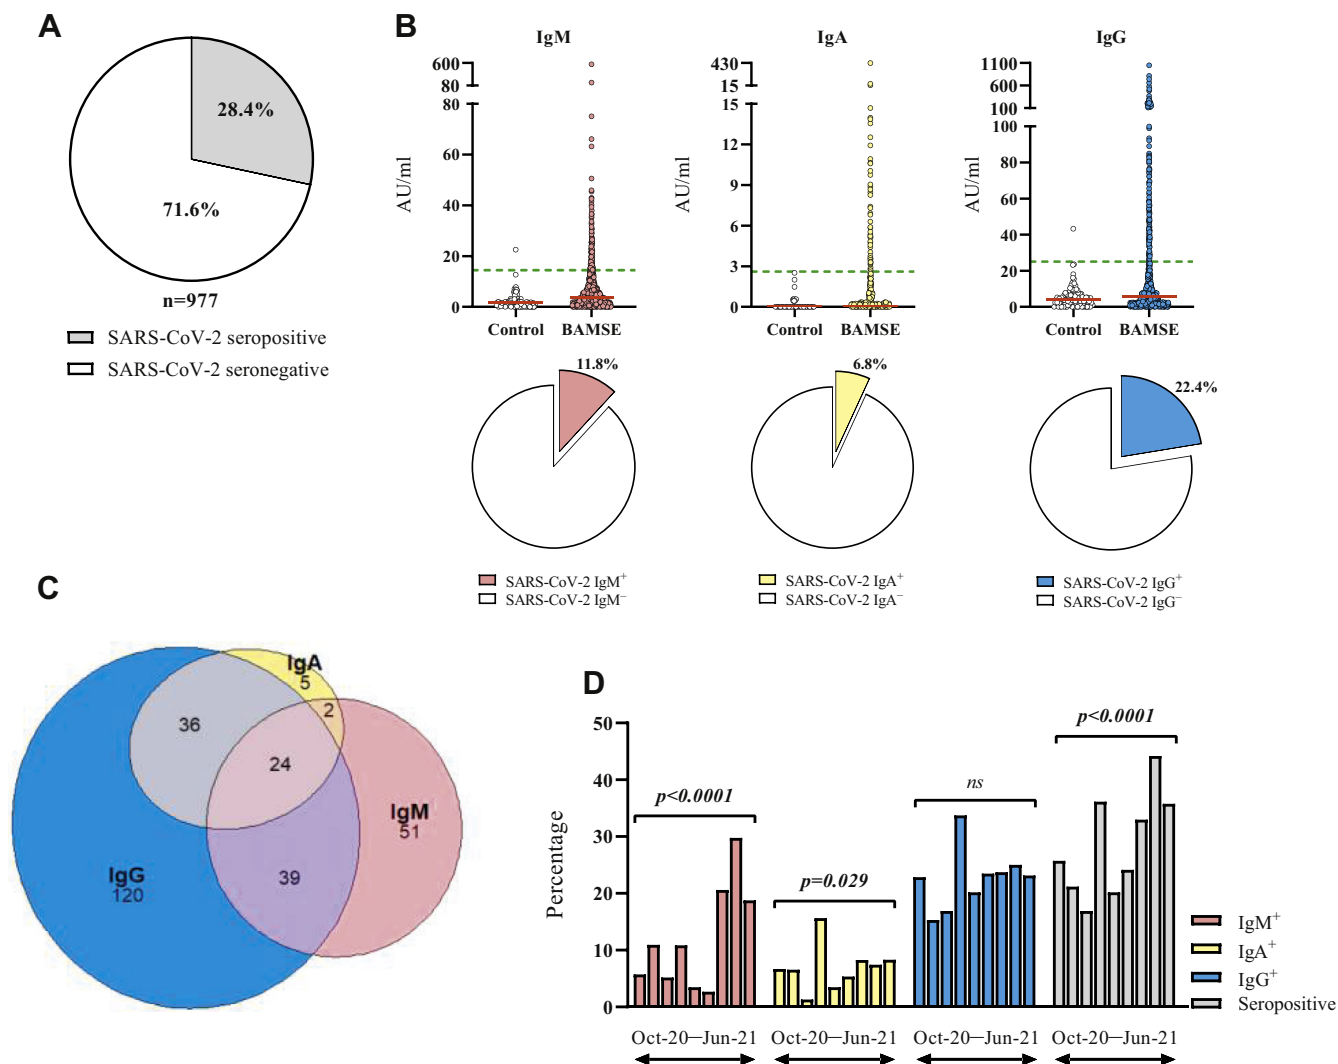 A
28.4%
71.6%
n=977
SARS-CoV-2 seropositive
SARS-CoV-2 seronegative
B
IgM
AU/ml
600
80
80
60
40
20
0
Control
BAMSE
IgA
AU/ml
430
15
15
12
9
6
3
0
Control
BAMSE
IgG
AU/ml
1100
600
100
100
80
60
40
20
0
Control
BAMSE
11.8%
SARS-CoV-2 IgM⁺
SARS-CoV-2 IgM⁻
6.8%
SARS-CoV-2 IgA⁺
SARS-CoV-2 IgA⁻
22.4%
SARS-CoV-2 IgG⁺
SARS-CoV-2 IgG⁻
C
IgA
5
2
36
24
IgM
51
IgG
120
39
D
Percentage
50
40
30
20
10
0
p<0.0001
p=0.029
ns
p<0.0001
Oct-20—Jun-21
Oct-20—Jun-21
Oct-20—Jun-21
Oct-20—Jun-21
IgM⁺
IgA⁺
IgG⁺
Seropositive